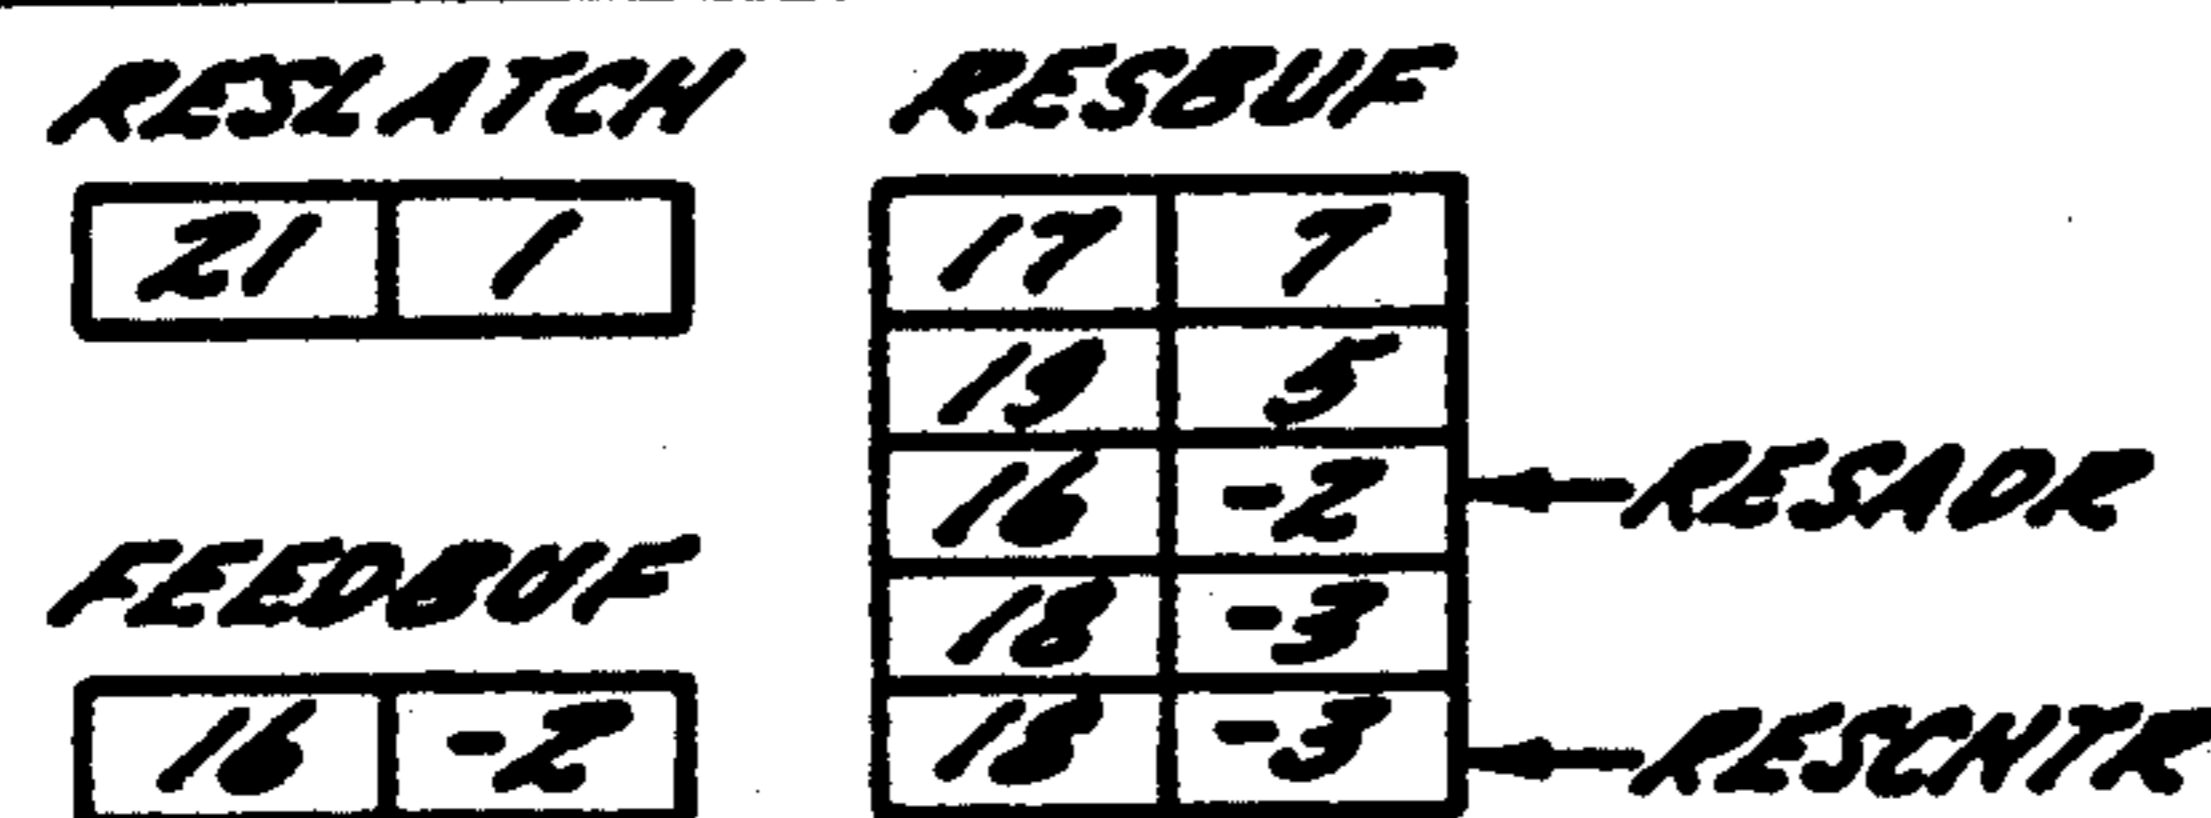 RESLATCH RESBUF
21 1 17 7
19 5
16 -2 RESADR
FEEDBUF 18 -3
16 -2 18 -3 RESCNTR